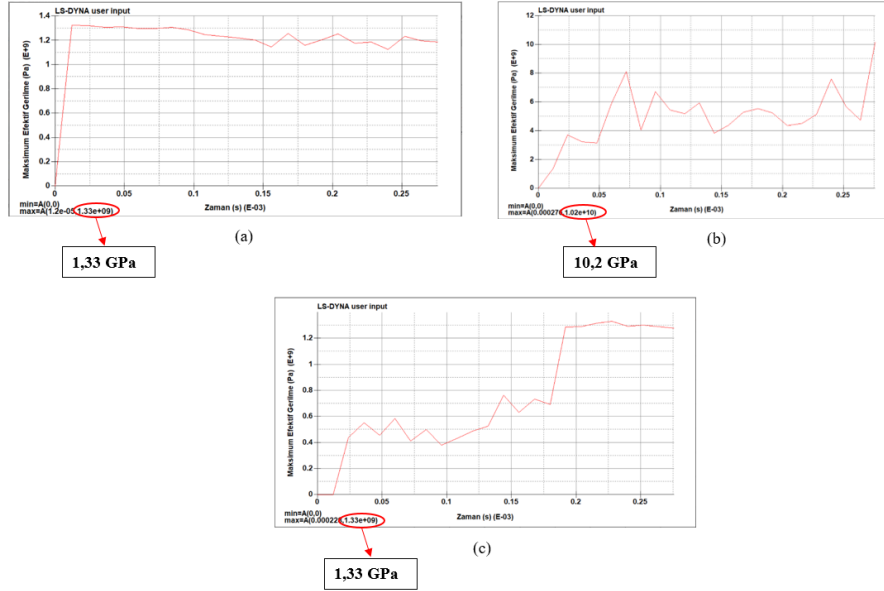 LS-DYNA user input
Maksimum Efektif Gerilme (Pa) (E+9)
1.4
1.2
1
0.8
0.6
0.4
0.2
0
0
0.05
0.1
0.15
0.2
0.25
min=A(0,0)
max=A(1.2e-05,1.33e+09)
Zaman (s) (E-03)
1,33 GPa
(a)
LS-DYNA user input
Maksimum Efektif Gerilme (Pa) (E+9)
12
10
8
6
4
2
0
0
0.05
0.1
0.15
0.2
0.25
min=A(0,0)
max=A(0.000276,1.02e+10)
Zaman (s) (E-03)
10,2 GPa
(b)
LS-DYNA user input
Maksimum Efektif Gerilme (Pa) (E+9)
1.2
1
0.8
0.6
0.4
0.2
0
0
0.05
0.1
0.15
0.2
0.25
min=A(0,0)
max=A(0.000228,1.33e+09)
Zaman (s) (E-03)
1,33 GPa
(c)